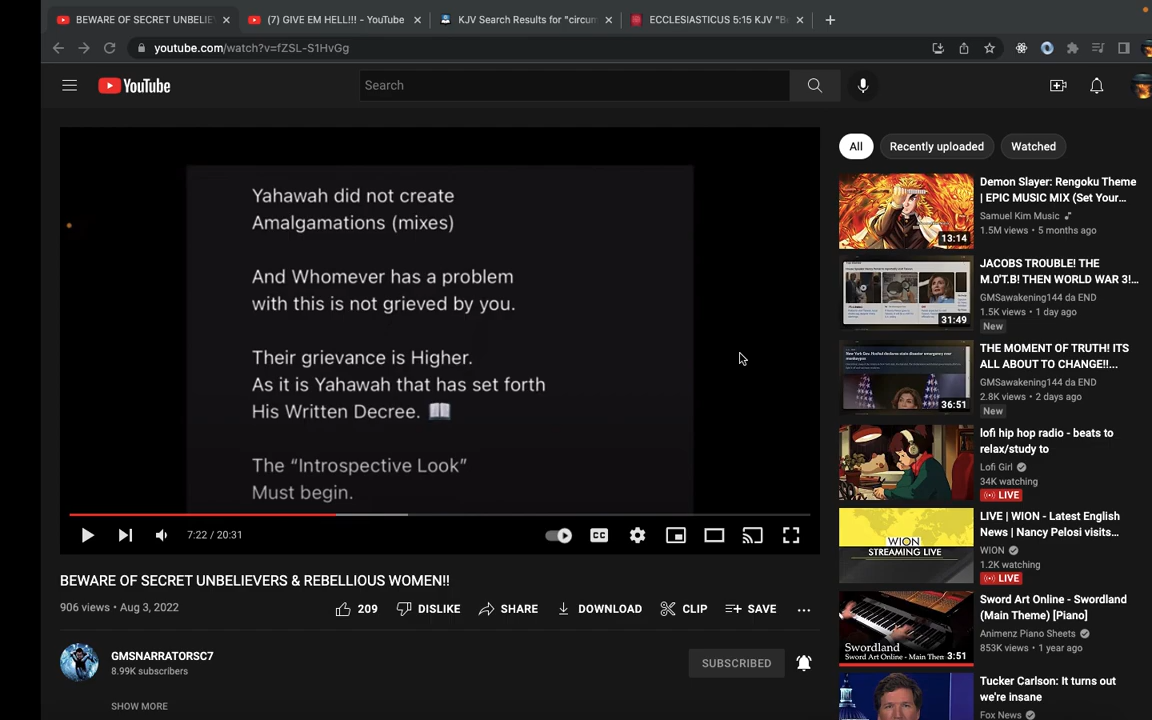 BEWARE OF SECRET UNBELIE
(7) GIVE EM HELL!!! - YouTube
KJV Search Results for "circum
ECCLESIASTICUS 5:15 KJV "Be
youtube.com/watch?v=fZSL-S1HvGg
YouTube
Search
Yahawah did not create
Amalgamations (mixes)
And Whomever has a problem
with this is not grieved by you.
Their grievance is Higher.
As it is Yahawah that has set forth
His Written Decree. 📖
The “Introspective Look”
Must begin.
7:22 / 20:31
CC
BEWARE OF SECRET UNBELIEVERS & REBELLIOUS WOMEN!!
906 views • Aug 3, 2022
209
DISLIKE
SHARE
DOWNLOAD
CLIP
SAVE
GMSNARRATORSC7
8.99K subscribers
SUBSCRIBED
SHOW MORE
All
Recently uploaded
Watched
Demon Slayer: Rengoku Theme
| EPIC MUSIC MIX (Set Your...
Samuel Kim Music
1.5M views • 5 months ago
13:14
JACOBS TROUBLE! THE
M.0'T.B! THEN WORLD WAR 3!...
GMSawakening144 da END
1.5K views • 1 day ago
New
31:49
THE MOMENT OF TRUTH! ITS
ALL ABOUT TO CHANGE!!...
GMSawakening144 da END
2.8K views • 2 days ago
New
36:51
lofi hip hop radio - beats to
relax/study to
Lofi Girl
34K watching
LIVE
LIVE | WION - Latest English
News | Nancy Pelosi visits...
WION
1.2K watching
LIVE
WION
STREAMING LIVE
Sword Art Online - Swordland
(Main Theme) [Piano]
Animenz Piano Sheets
853K views • 1 year ago
Swordland
Sword Art Online - Main Them
3:51
Tucker Carlson: It turns out
we're insane
Fox News